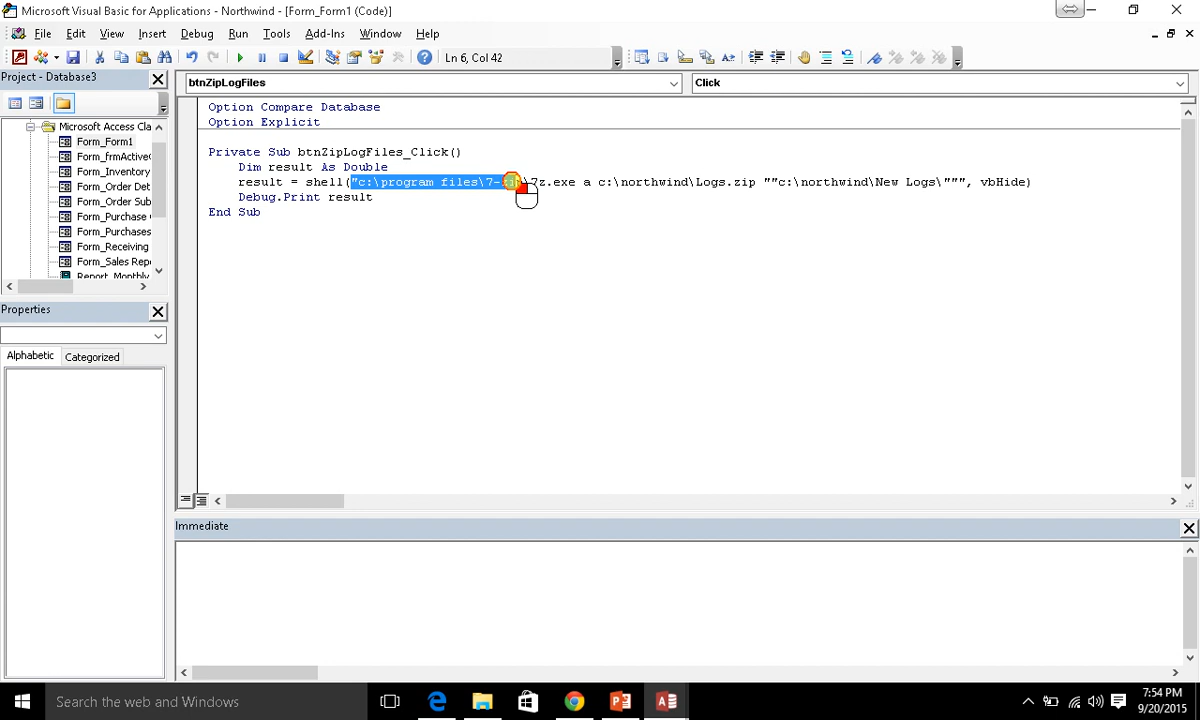 Microsoft Visual Basic for Applications - Northwind - [Form_Form1 (Code)]
File Edit View Insert Format Debug Run Tools Add-Ins Window Help
Ln 6, Col 42
Project - Database3
btnZipLogFiles
Click
Microsoft Access Cla
Form_Form1
Form_frmActive
Form_Inventory
Form_Order Det
Form_Order Sub
Form_Purchase
Form_Purchases
Form_Receiving
Form_Sales Rep
Report_Monthly
Option Compare Database
Option Explicit
Private Sub btnZipLogFiles_Click()
Dim result As Double
result = shell("c:\program files\7-zip\7z.exe a c:\northwind\Logs.zip ""c:\northwind\New Logs\""", vbHide)
Debug.Print result
End Sub
Properties
Alphabetic Categorized
Immediate
Search the web and Windows
7:54 PM
9/20/2015